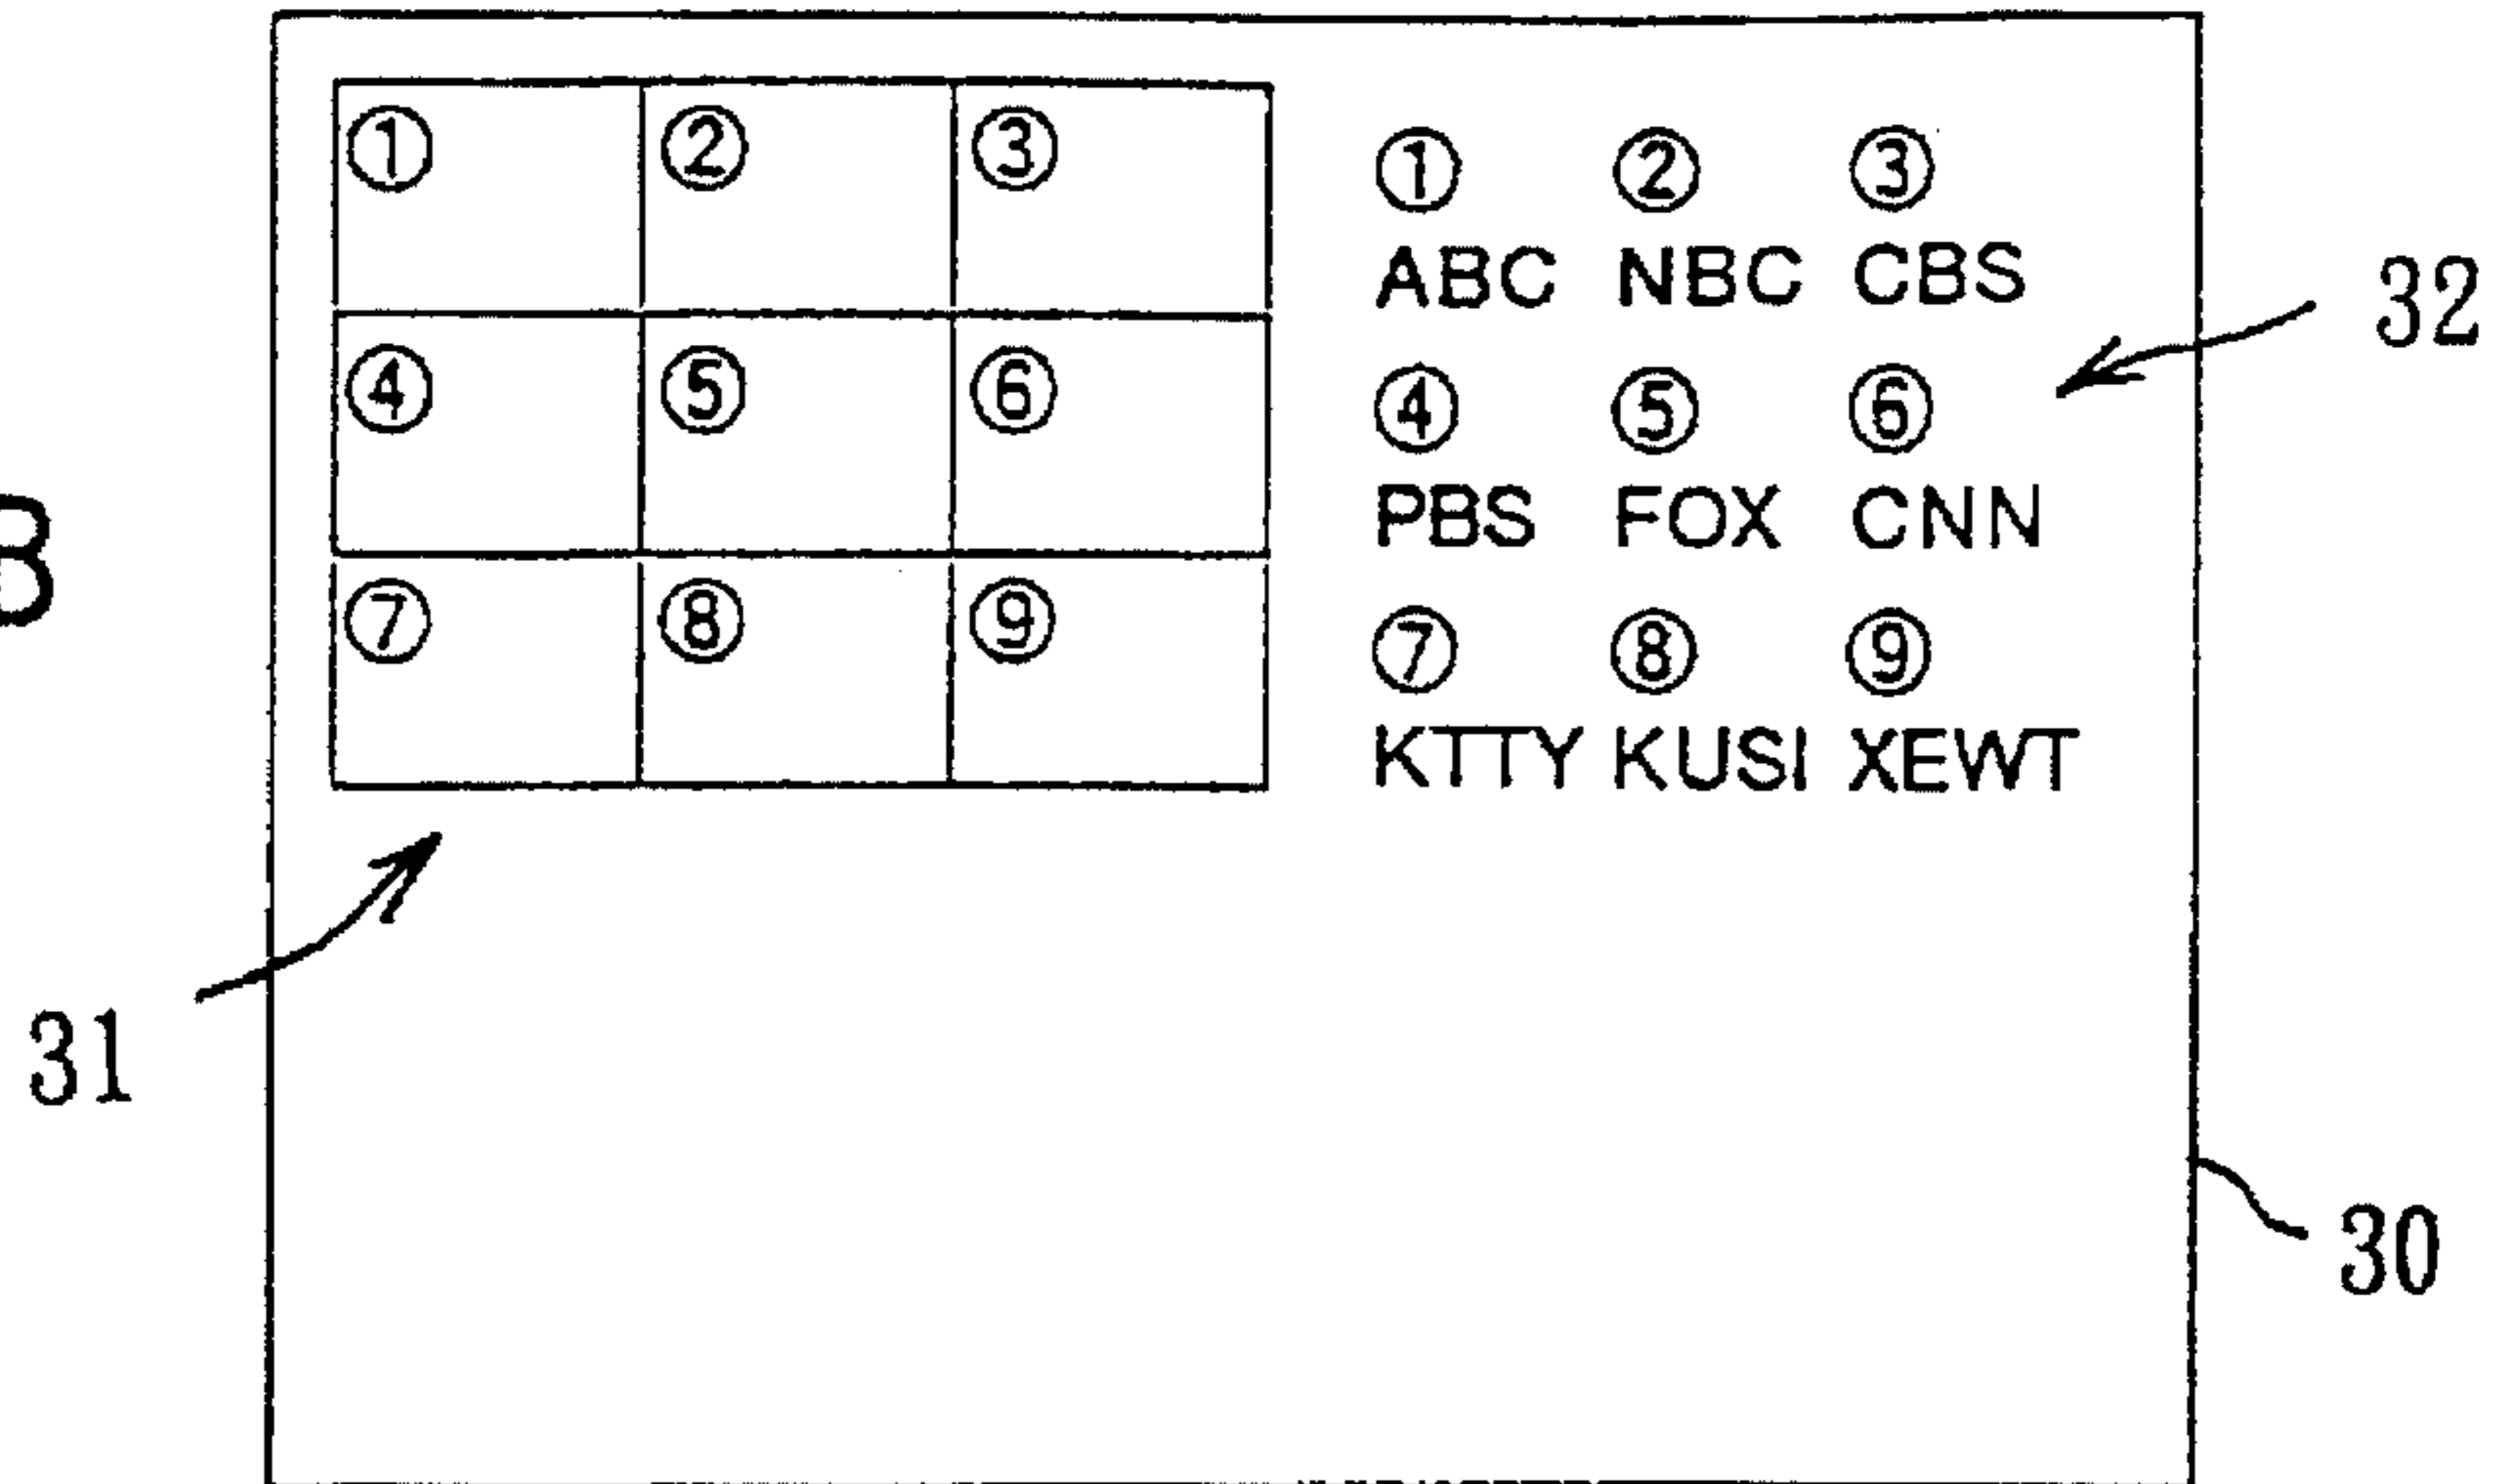 ① ② ③
① ② ③
ABC NBC CBS
32
④ ⑤ ⑥
④ ⑤ ⑥
PBS FOX CNN
B
⑦ ⑧ ⑨
⑦ ⑧ ⑨
KTTY KUSI XEWT
31
30